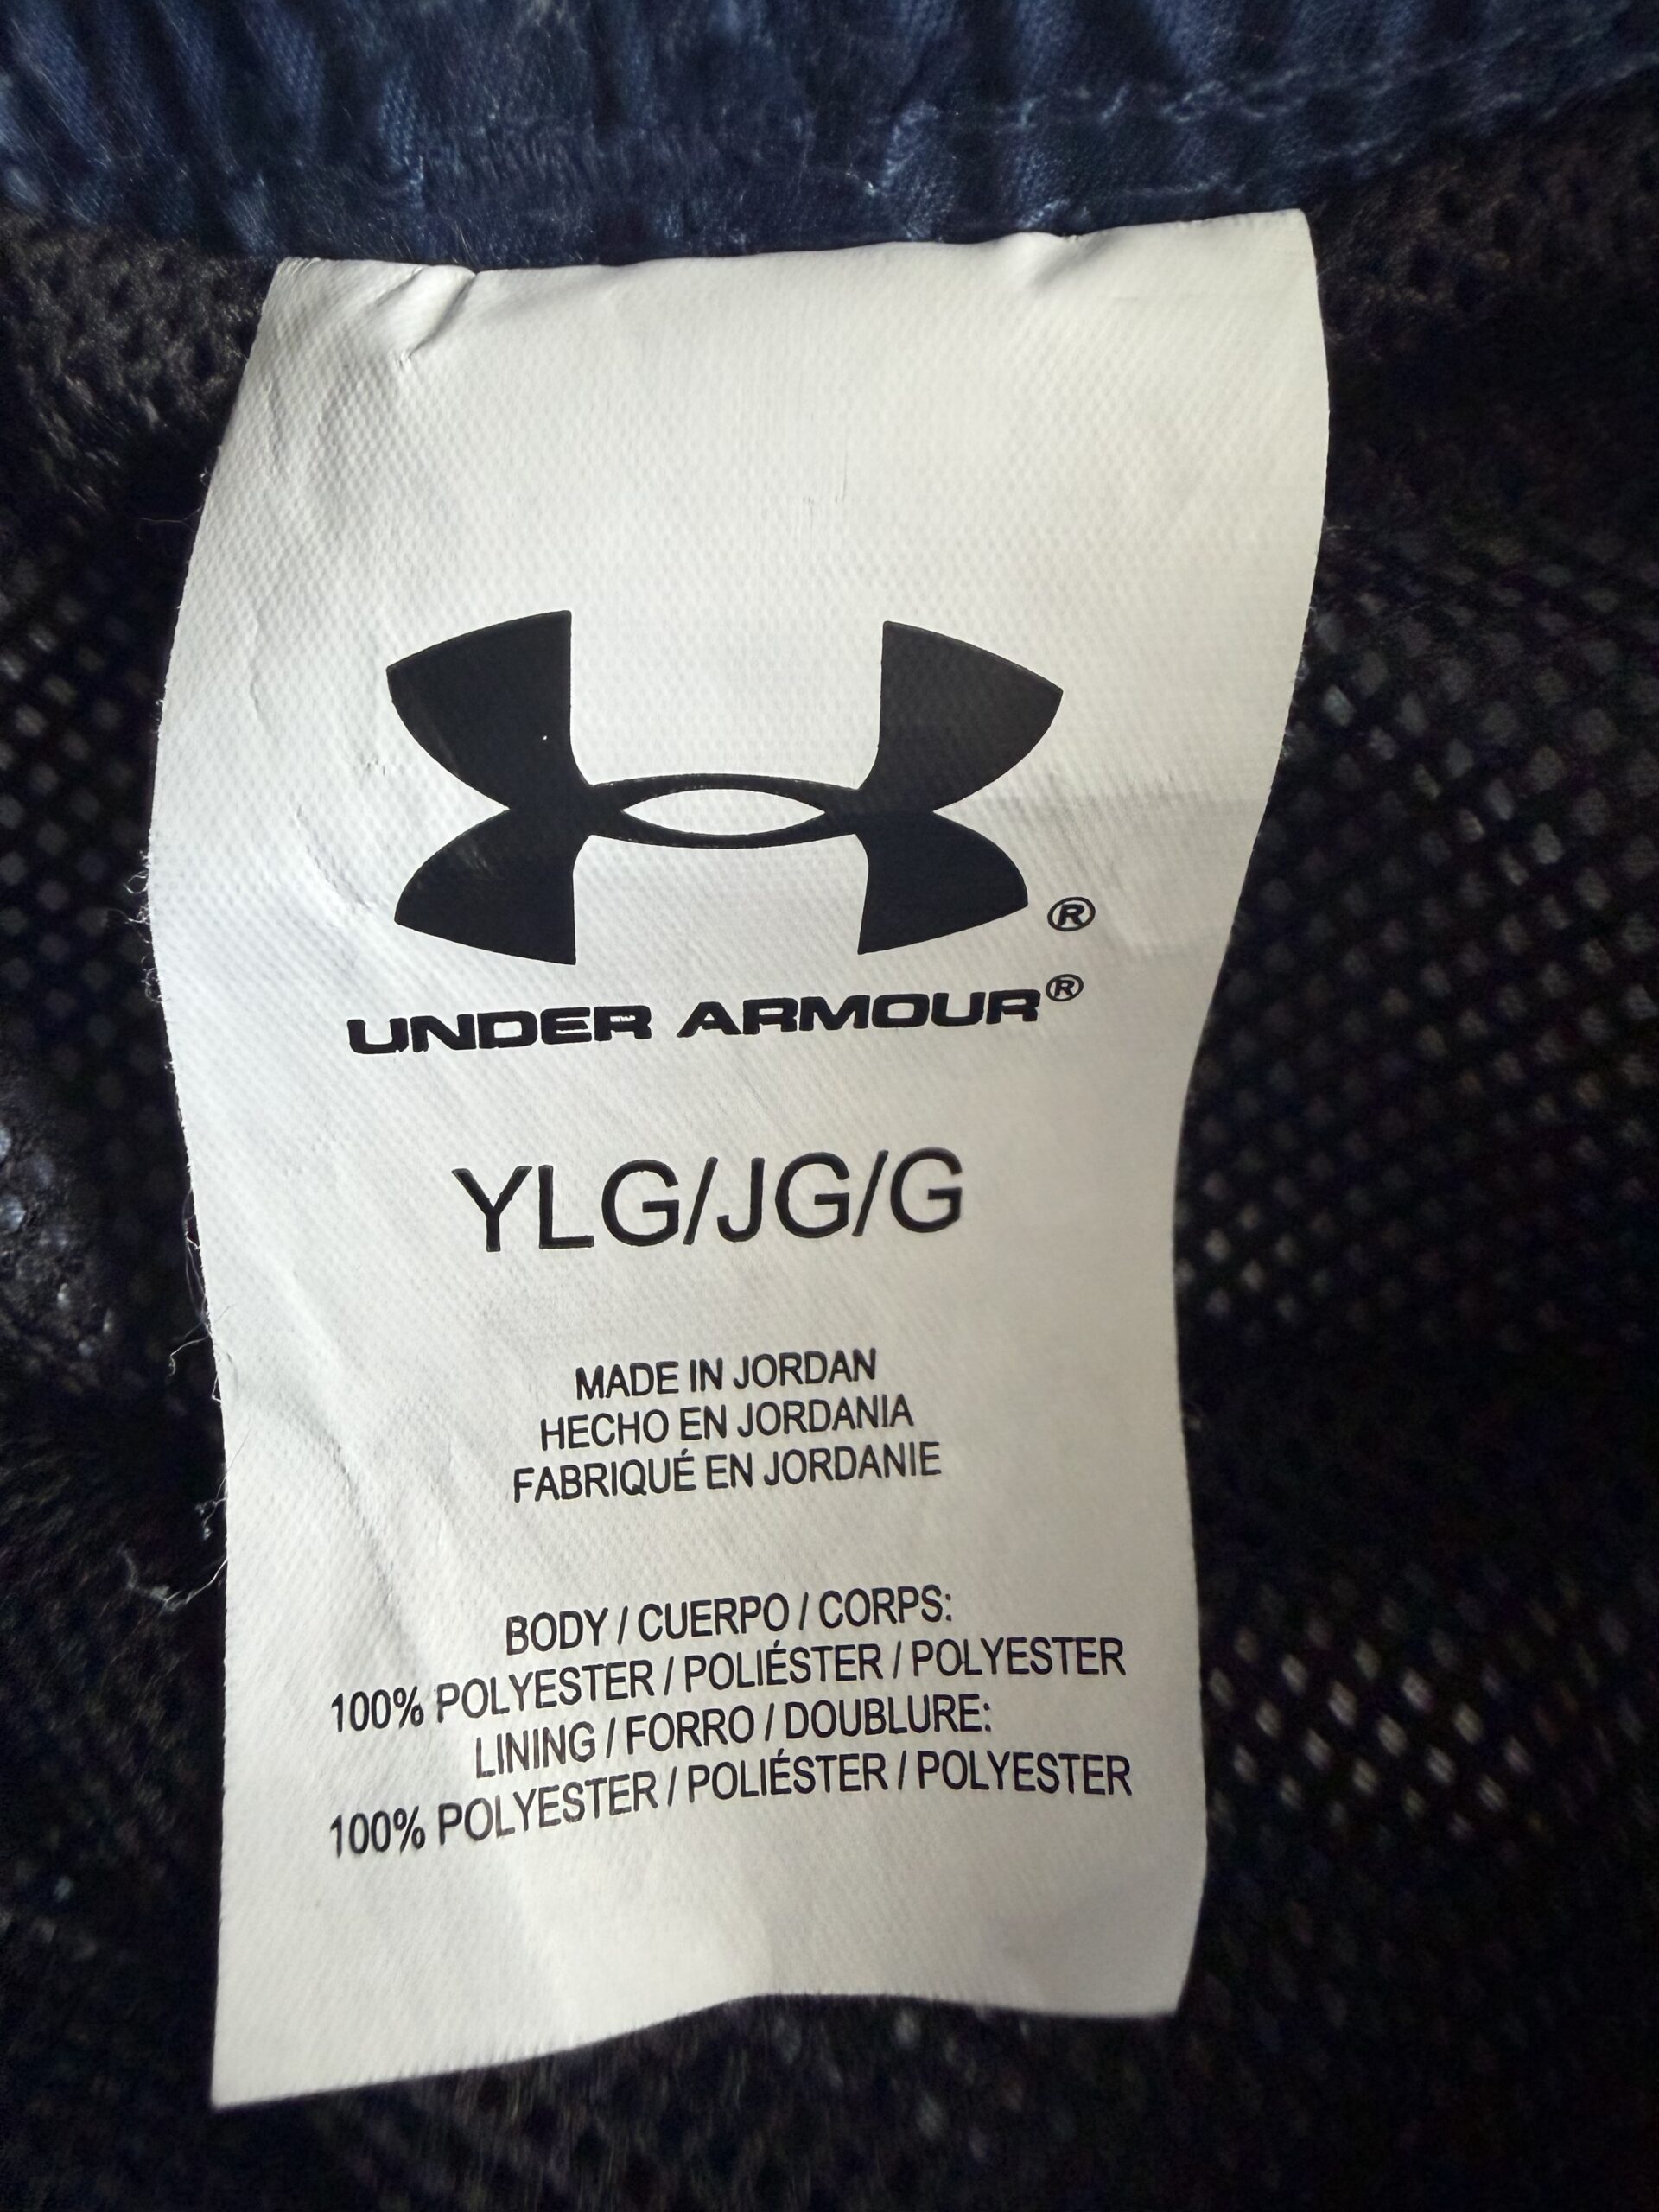 ®
UNDER ARMOUR®
YLG/JG/G
MADE IN JORDAN
HECHO EN JORDANIA
FABRIQUÉ EN JORDANIE
BODY / CUERPO / CORPS:
100% POLYESTER / POLIÉSTER / POLYESTER
LINING / FORRO / DOUBLURE:
100% POLYESTER / POLIÉSTER / POLYESTER